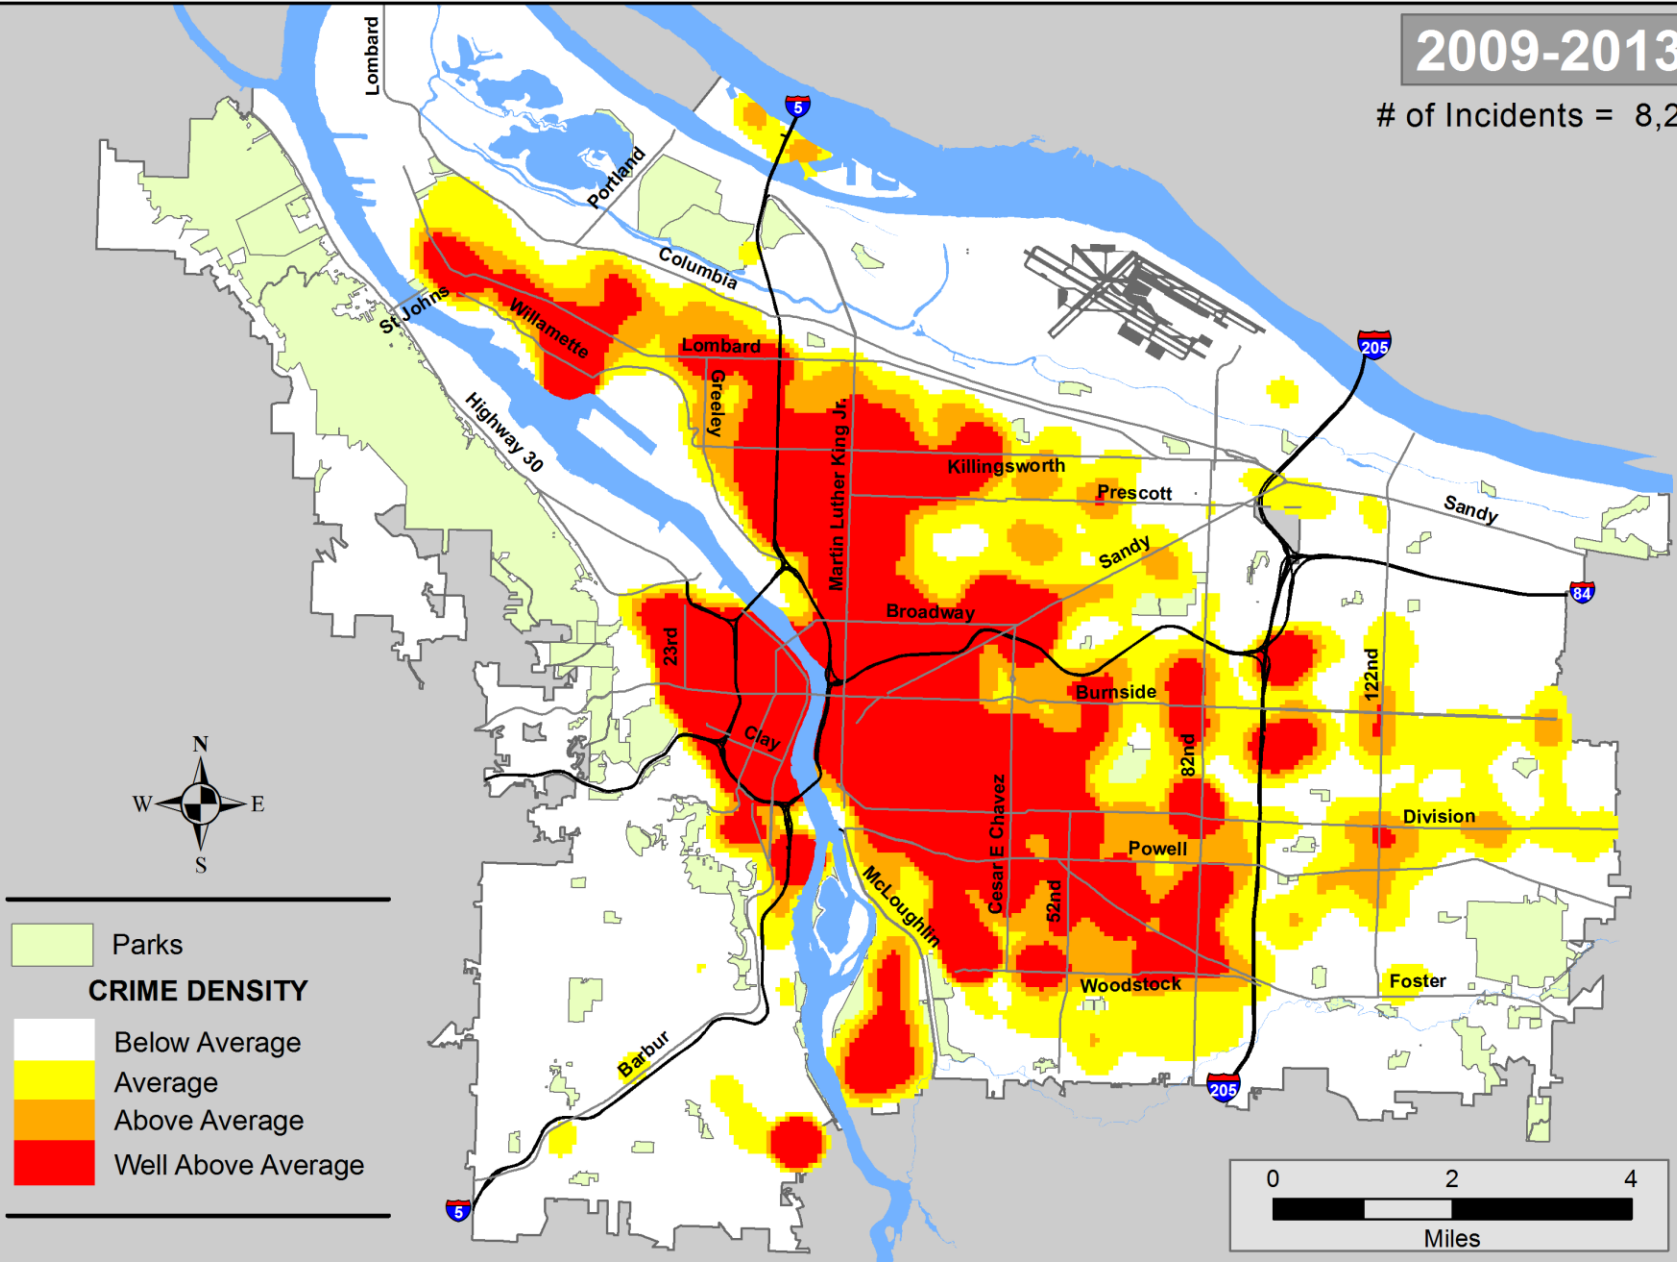 2009-2013
# of Incidents = 8,2
Lombard
5
Portland
Columbia
205
St Johns
Willamette
Lombard
Greeley
Martin Luther King Jr.
Highway 30
Killingsworth
Prescott
Sandy
Sandy
84
Broadway
23rd
Burnside
122nd
Clay
82nd
N
W
E
S
Cesar E Chavez
Division
Powell
McLoughlin
52nd
Woodstock
Foster
Barbur
205
5
Parks
CRIME DENSITY
Below Average
Average
Above Average
Well Above Average
0 2 4
Miles